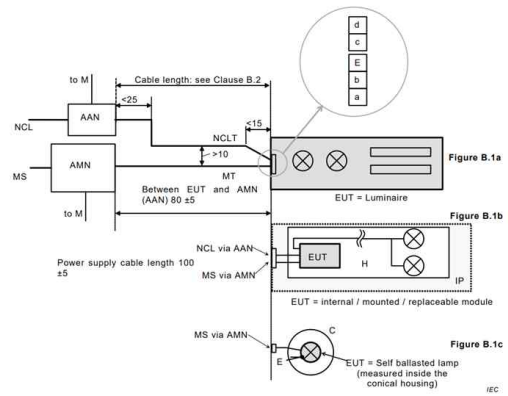 d
c
E
b
a
to M
Cable length: see Clause B.2
<25
AAN
<15
NCL
NCLT
>10
AMN
MS
MT
Figure B.1a
Between EUT and AMN
(AAN) 80 ±5
EUT = Luminaire
to M
Figure B.1b
NCL via AAN
EUT
H
Power supply cable length 100
±5
MS via AMN
IP
EUT = internal / mounted / replaceable module
MS via AMN
C
Figure B.1c
E
EUT = Self ballasted lamp
(measured inside the
conical housing)
IEC